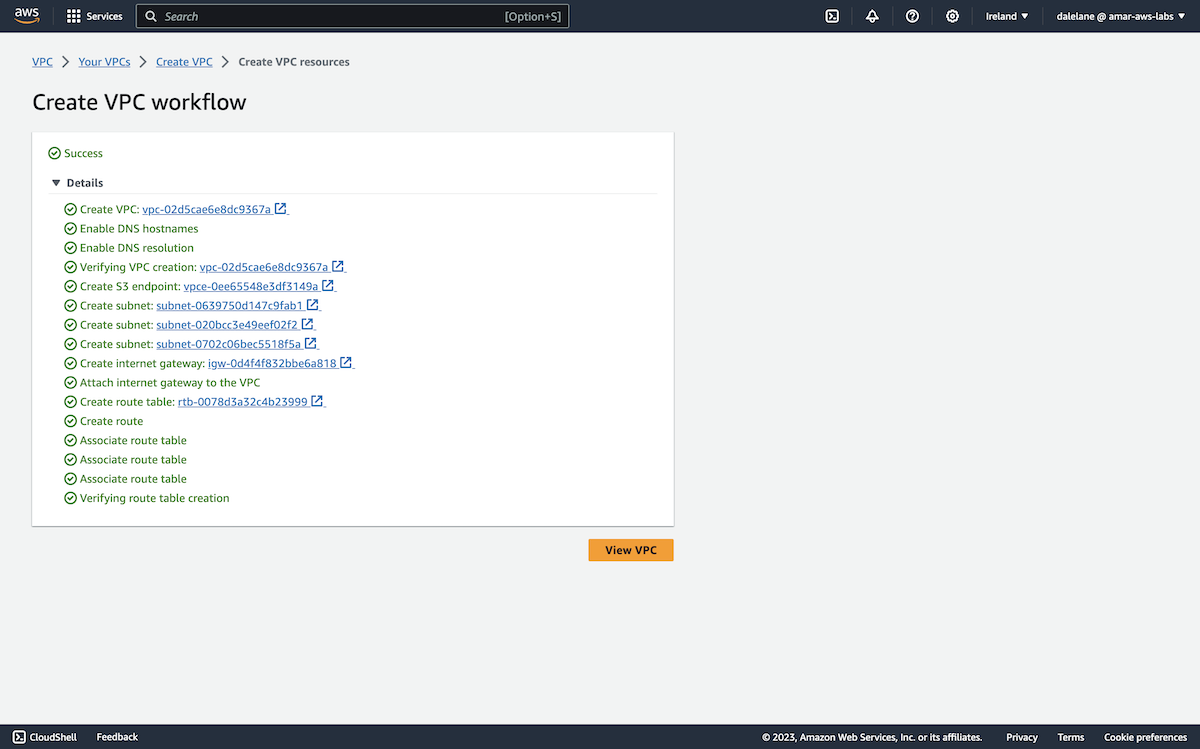 aws Services Search [Option+S] Ireland dalelane @ amar-aws-labs
VPC Your VPCs Create VPC Create VPC resources
Create VPC workflow
Success
Details
Create VPC: vpc-02d5cae6e8dc9367a
Enable DNS hostnames
Enable DNS resolution
Verifying VPC creation: vpc-02d5cae6e8dc9367a
Create S3 endpoint: vpce-0ee65548e3df3149a
Create subnet: subnet-0639750d147c9fab1
Create subnet: subnet-020bcc3e49eef02f2
Create subnet: subnet-0702c06bec5518f5a
Create internet gateway: igw-0d4f4f832bbe6a818
Attach internet gateway to the VPC
Create route table: rtb-0078d3a32c4b23999
Create route
Associate route table
Associate route table
Associate route table
Verifying route table creation
View VPC
CloudShell Feedback © 2023, Amazon Web Services, Inc. or its affiliates. Privacy Terms Cookie preferences